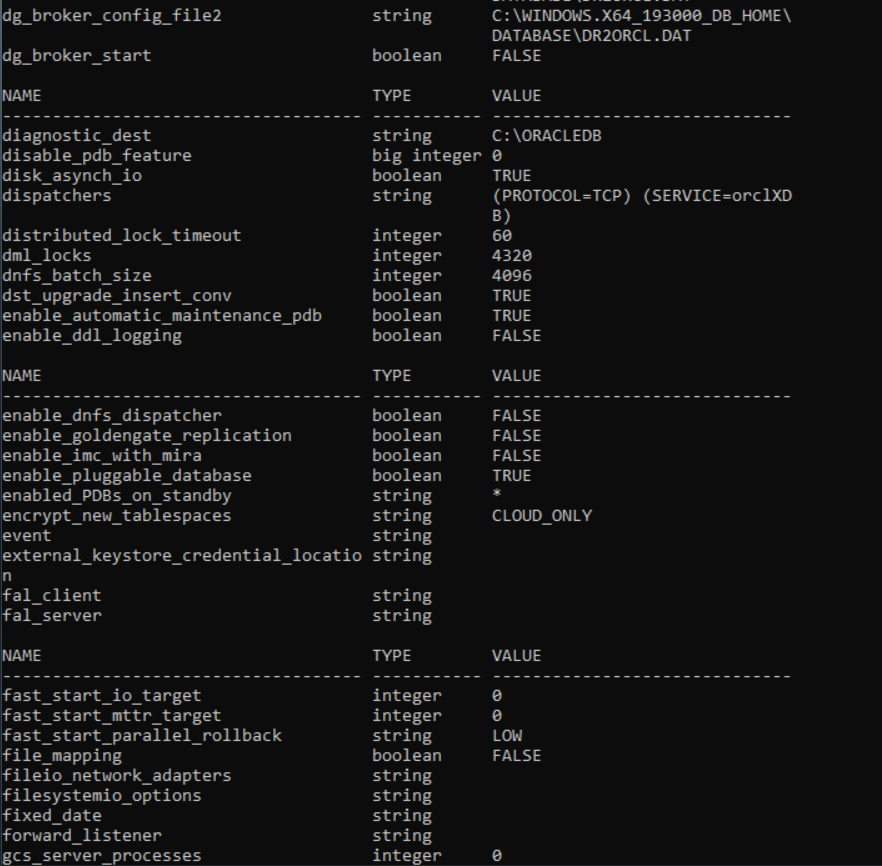 dg_broker_config_file2               string      C:\WINDOWS.X64_193000_DB_HOME\
                                                 DATABASE\DR2ORCL.DAT
dg_broker_start                      boolean     FALSE

NAME                                 TYPE        VALUE
------------------------------------ ----------- ------------------------------
diagnostic_dest                      string      C:\ORACLEDB
disable_pdb_feature                  big integer 0
disk_asynch_io                       boolean     TRUE
dispatchers                          string      (PROTOCOL=TCP) (SERVICE=orclXD
                                                 B)
distributed_lock_timeout             integer     60
dml_locks                            integer     4320
dnfs_batch_size                      integer     4096
dst_upgrade_insert_conv              boolean     TRUE
enable_automatic_maintenance_pdb     boolean     TRUE
enable_ddl_logging                   boolean     FALSE

NAME                                 TYPE        VALUE
------------------------------------ ----------- ------------------------------
enable_dnfs_dispatcher               boolean     FALSE
enable_goldengate_replication        boolean     FALSE
enable_imc_with_mira                 boolean     FALSE
enable_pluggable_database            boolean     TRUE
enabled_PDBs_on_standby              string      *
encrypt_new_tablespaces              string      CLOUD_ONLY
event                                string
external_keystore_credential_locatio string
n
fal_client                           string
fal_server                           string

NAME                                 TYPE        VALUE
------------------------------------ ----------- ------------------------------
fast_start_io_target                 integer     0
fast_start_mttr_target               integer     0
fast_start_parallel_rollback         string      LOW
file_mapping                         boolean     FALSE
fileio_network_adapters              string
filesystemio_options                 string
fixed_date                           string
forward_listener                     string
gcs_server_processes                 integer     0